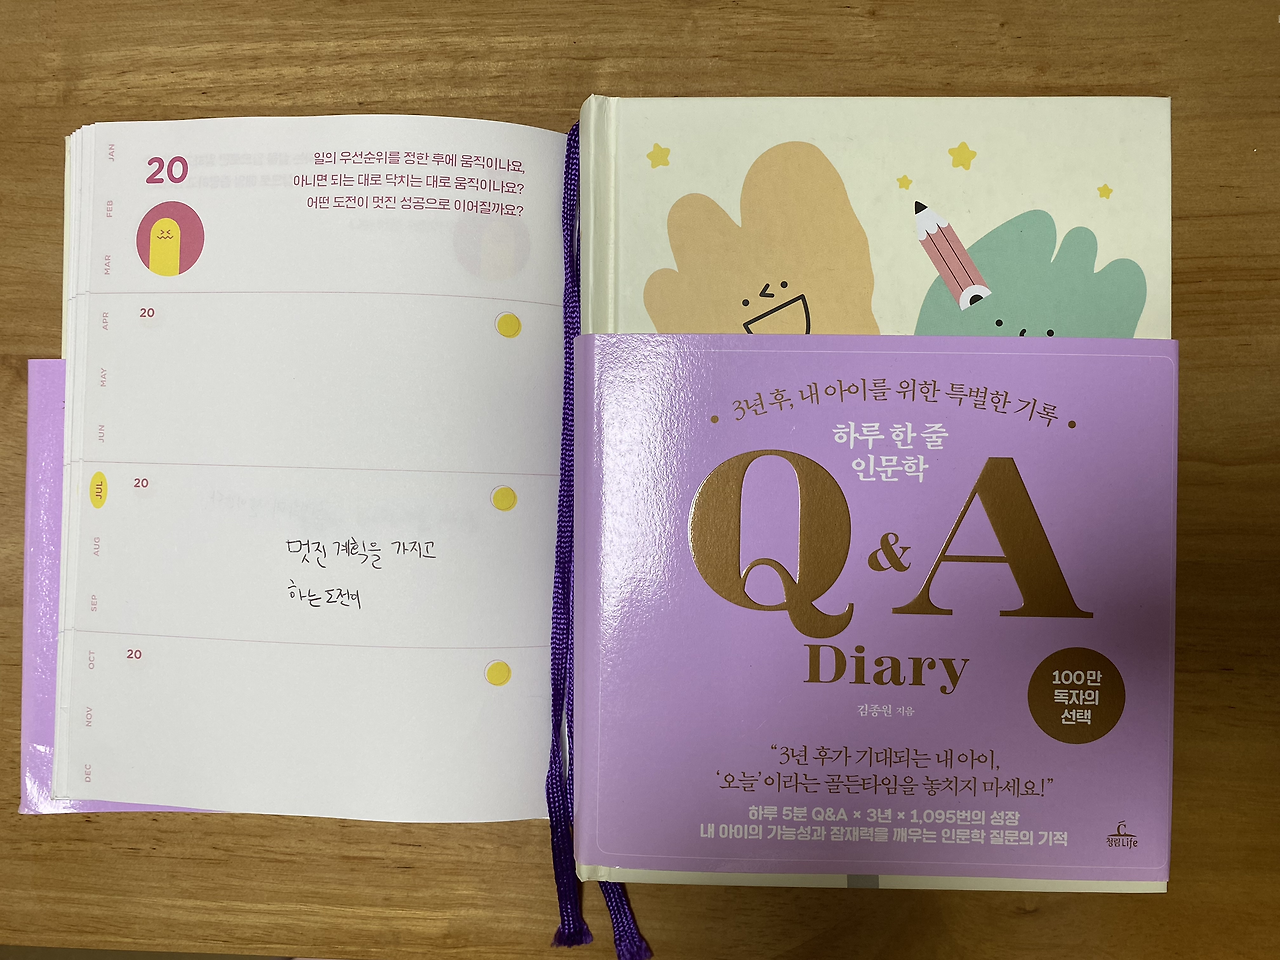 JAN
FEB
MAR
APR
MAY
JUN
JUL
AUG
SEP
OCT
NOV
DEC
20
일의 우선순위를 정한 후에 움직이나요,
아니면 되는 대로 닥치는 대로 움직이나요?
어떤 도전이 멋진 성공으로 이어질까요?
20
20
멋진 계획을 가지고
하는 도전이
20
3년 후, 내 아이를 위한 특별한 기록
하루 한 줄
인문학
Q & A
Diary
김종원 지음
100만
독자의
선택
“3년 후가 기대되는 내 아이,
‘오늘’이라는 골든타임을 놓치지 마세요!”
하루 5분 Q&A × 3년 × 1,095번의 성장
내 아이의 가능성과 잠재력을 깨우는 인문학 질문의 기적
청림Life